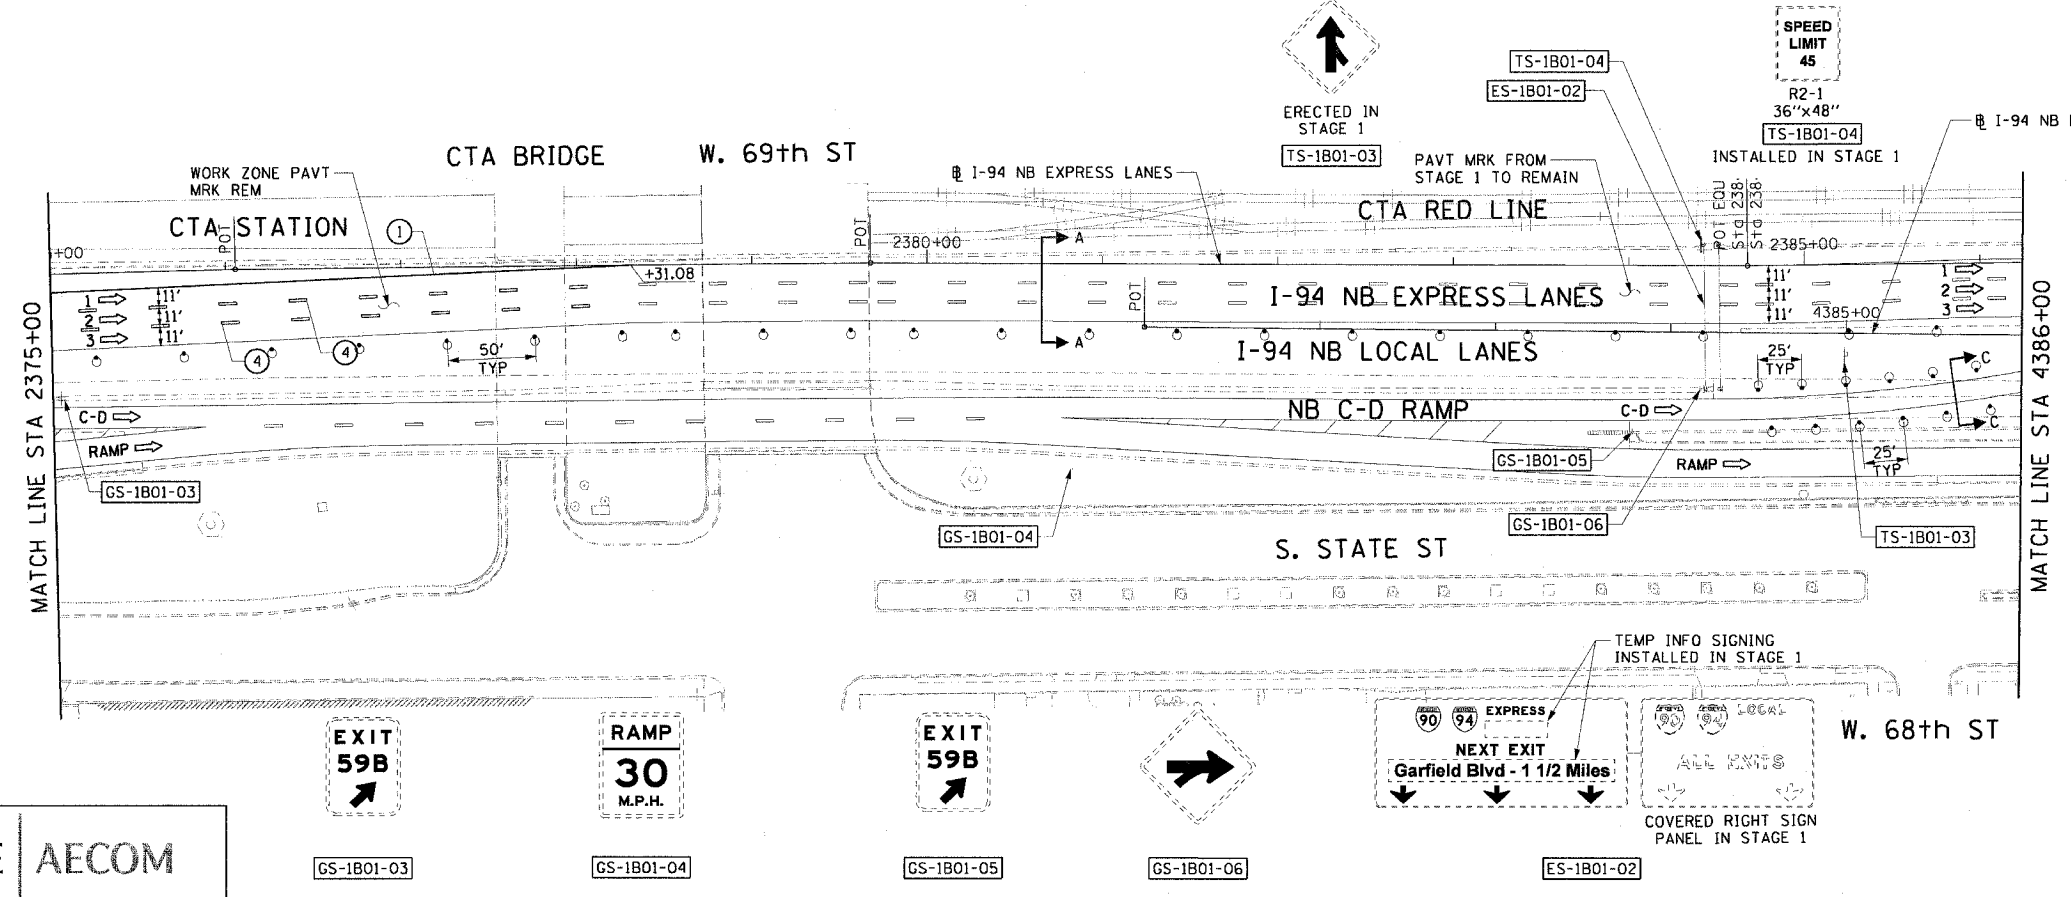 SPEED
LIMIT
45
R2-1
36"x48"
TS-1B01-04
INSTALLED IN STAGE 1
TS-1B01-04
ES-1B01-02
ERECTED IN
STAGE 1
TS-1B01-03
℄ I-94 NB
CTA BRIDGE
W. 69th ST
WORK ZONE PAVT
MRK REM
℄ I-94 NB EXPRESS LANES
PAVT MRK FROM
STAGE 1 TO REMAIN
CTA STATION
POT
1
POT
CTA RED LINE
POT EQU
Sta 238
Sta 238
+00
2380+00
A
2385+00
+31.08
1
2
3
11'
11'
11'
POT
I-94 NB EXPRESS LANES
11'
11'
11'
1
2
3
4385+00
4
4
50'
TYP
A
I-94 NB LOCAL LANES
25'
TYP
C
MATCH LINE STA 2375+00
MATCH LINE STA 4386+00
C-D
NB C-D RAMP
C-D
C
RAMP
RAMP
25'
TYP
GS-1B01-03
GS-1B01-05
GS-1B01-04
GS-1B01-06
TS-1B01-03
S. STATE ST
TEMP INFO SIGNING
INSTALLED IN STAGE 1
W. 68th ST
EXIT
59B
RAMP
30
M.P.H.
EXIT
59B
90
94
EXPRESS
NEXT EXIT
Garfield Blvd - 1 1/2 Miles
90
94
LOCAL
ALL EXITS
COVERED RIGHT SIGN
PANEL IN STAGE 1
AECOM
GS-1B01-03
GS-1B01-04
GS-1B01-05
GS-1B01-06
ES-1B01-02